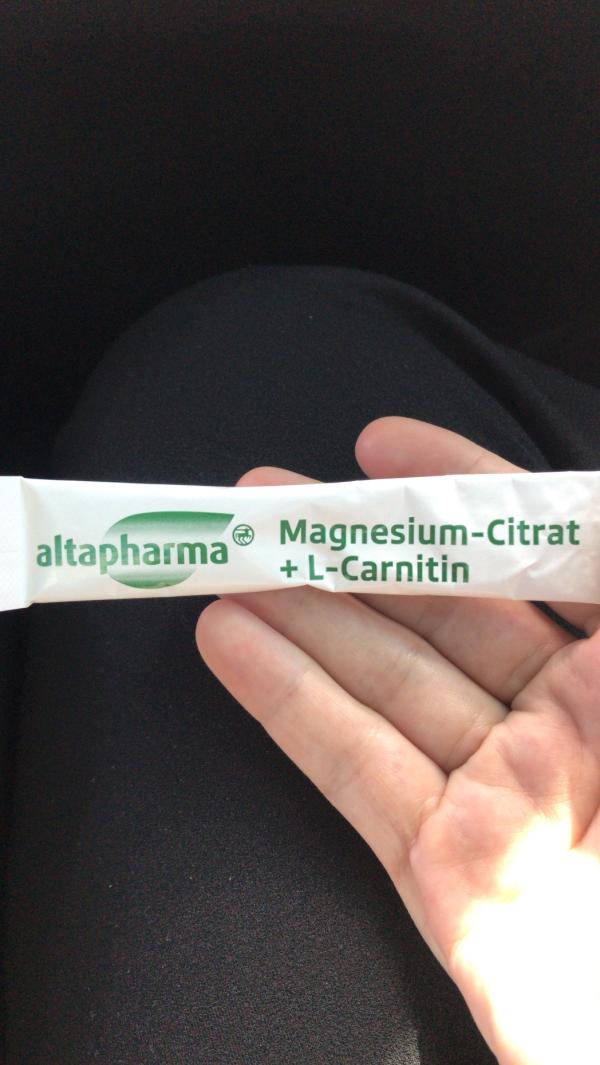 altapharma
Magnesium-Citrat
+ L-Carnitin